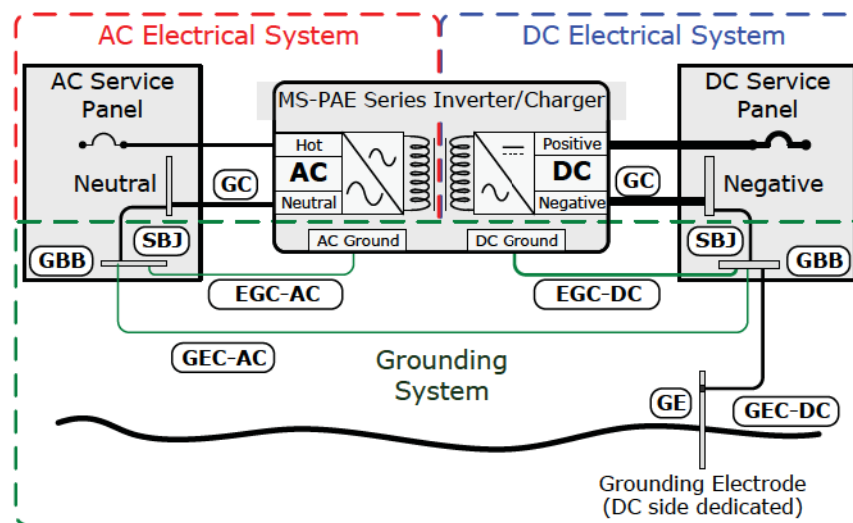 AC Electrical System
DC Electrical System
AC Service
Panel
MS-PAE Series Inverter/Charger
DC Service
Panel
Hot
AC
Neutral
Positive
DC
Negative
Neutral
GC
GC
Negative
SBJ
SBJ
GBB
AC Ground
DC Ground
GBB
EGC-AC
EGC-DC
GEC-AC
Grounding
System
GE
GEC-DC
Grounding Electrode
(DC side dedicated)